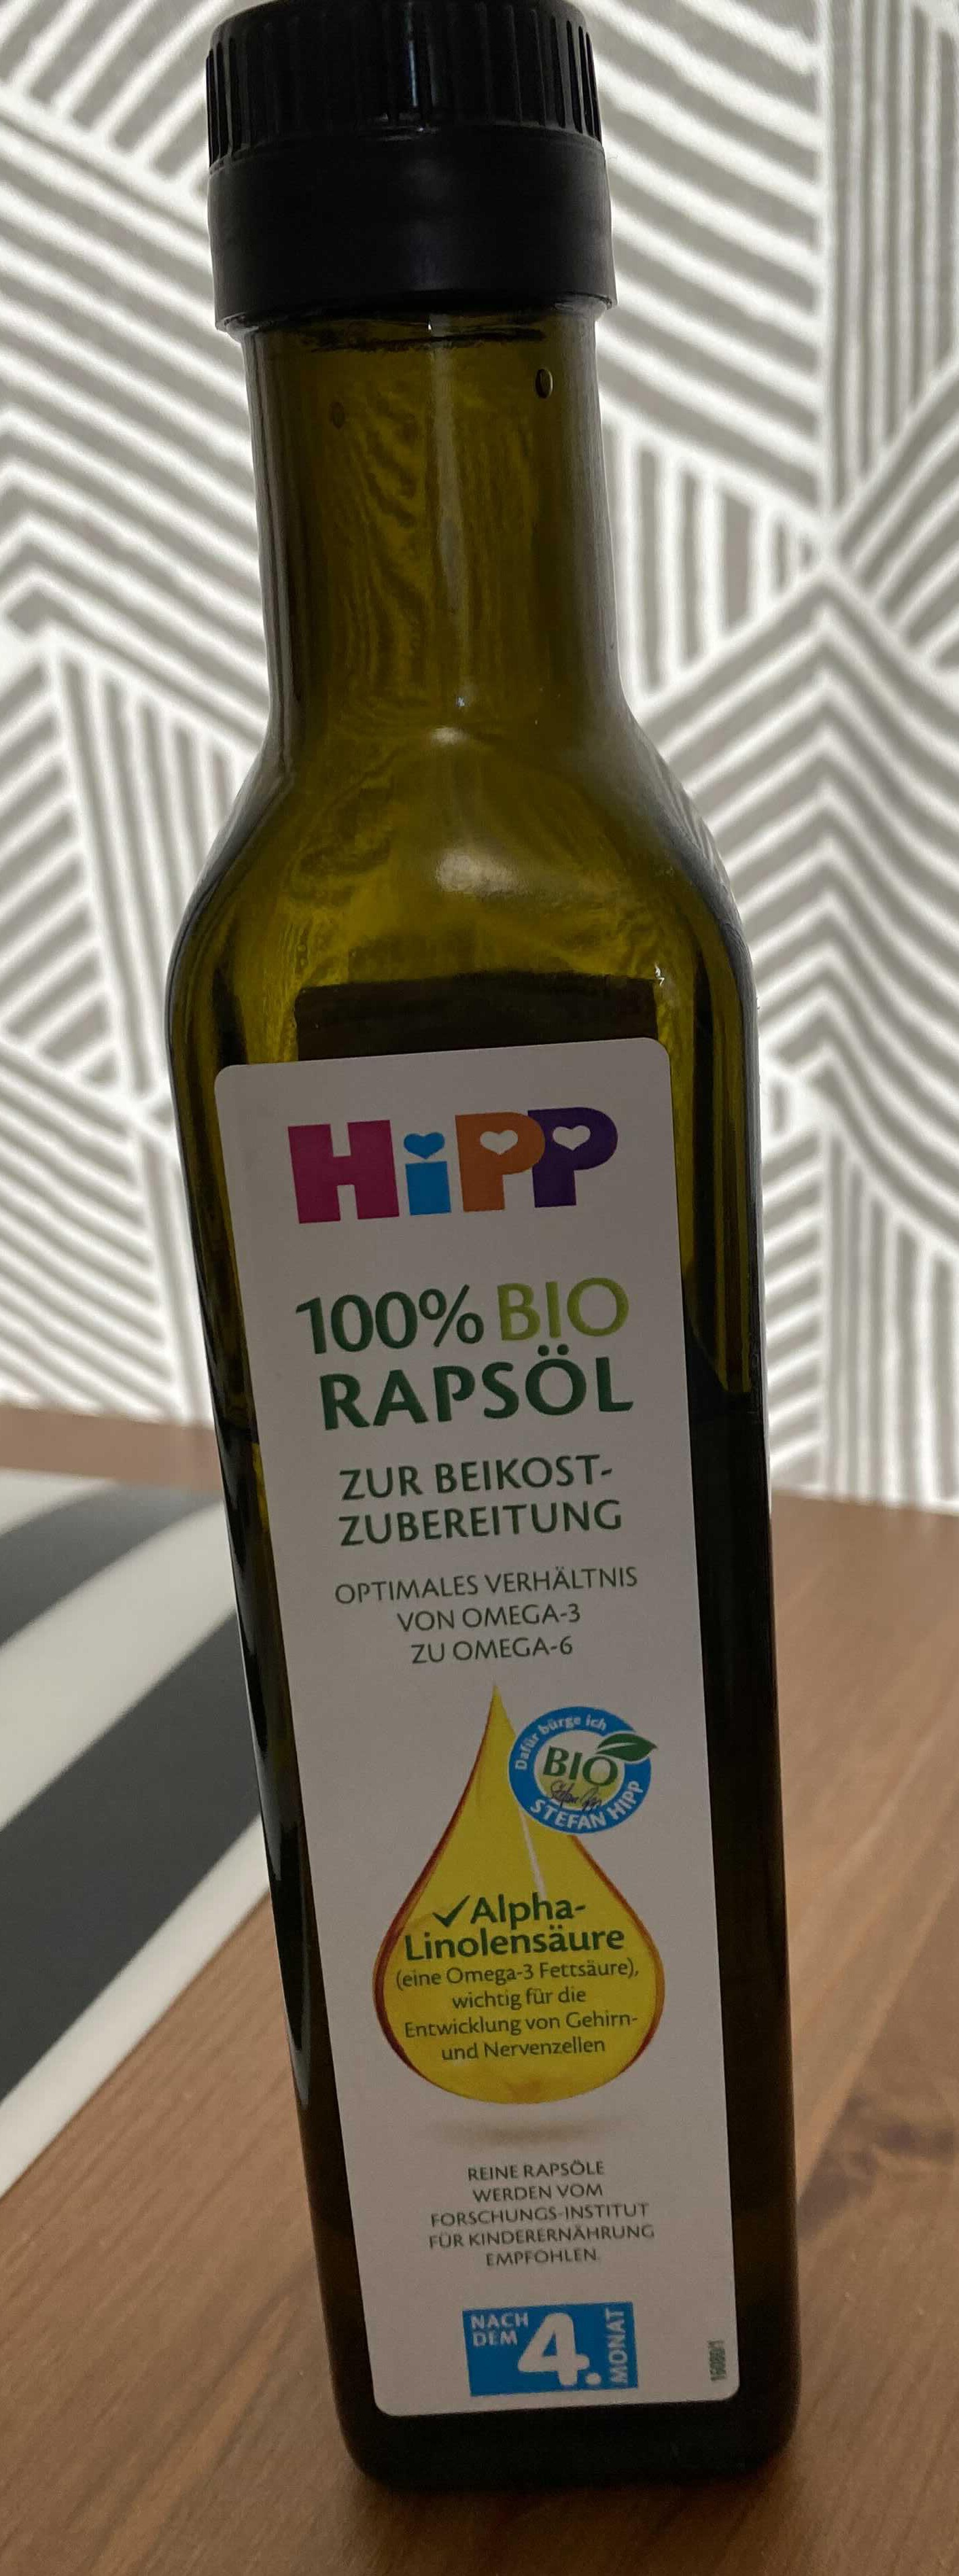 HiPP
100% BIO
RAPSÖL
ZUR BEIKOST-
ZUBEREITUNG
OPTIMALES VERHÄLTNIS
VON OMEGA-3
ZU OMEGA-6
Dafür bürge ich
BIO
STEFAN HIPP
✓Alpha-
Linolensäure
(eine Omega-3 Fettsäure),
wichtig für die
Entwicklung von Gehirn-
und Nervenzellen
REINE RAPSÖLE
WERDEN VOM
FORSCHUNGS-INSTITUT
FÜR KINDERERNÄHRUNG
EMPFOHLEN
NACH
DEM
4.
MONAT